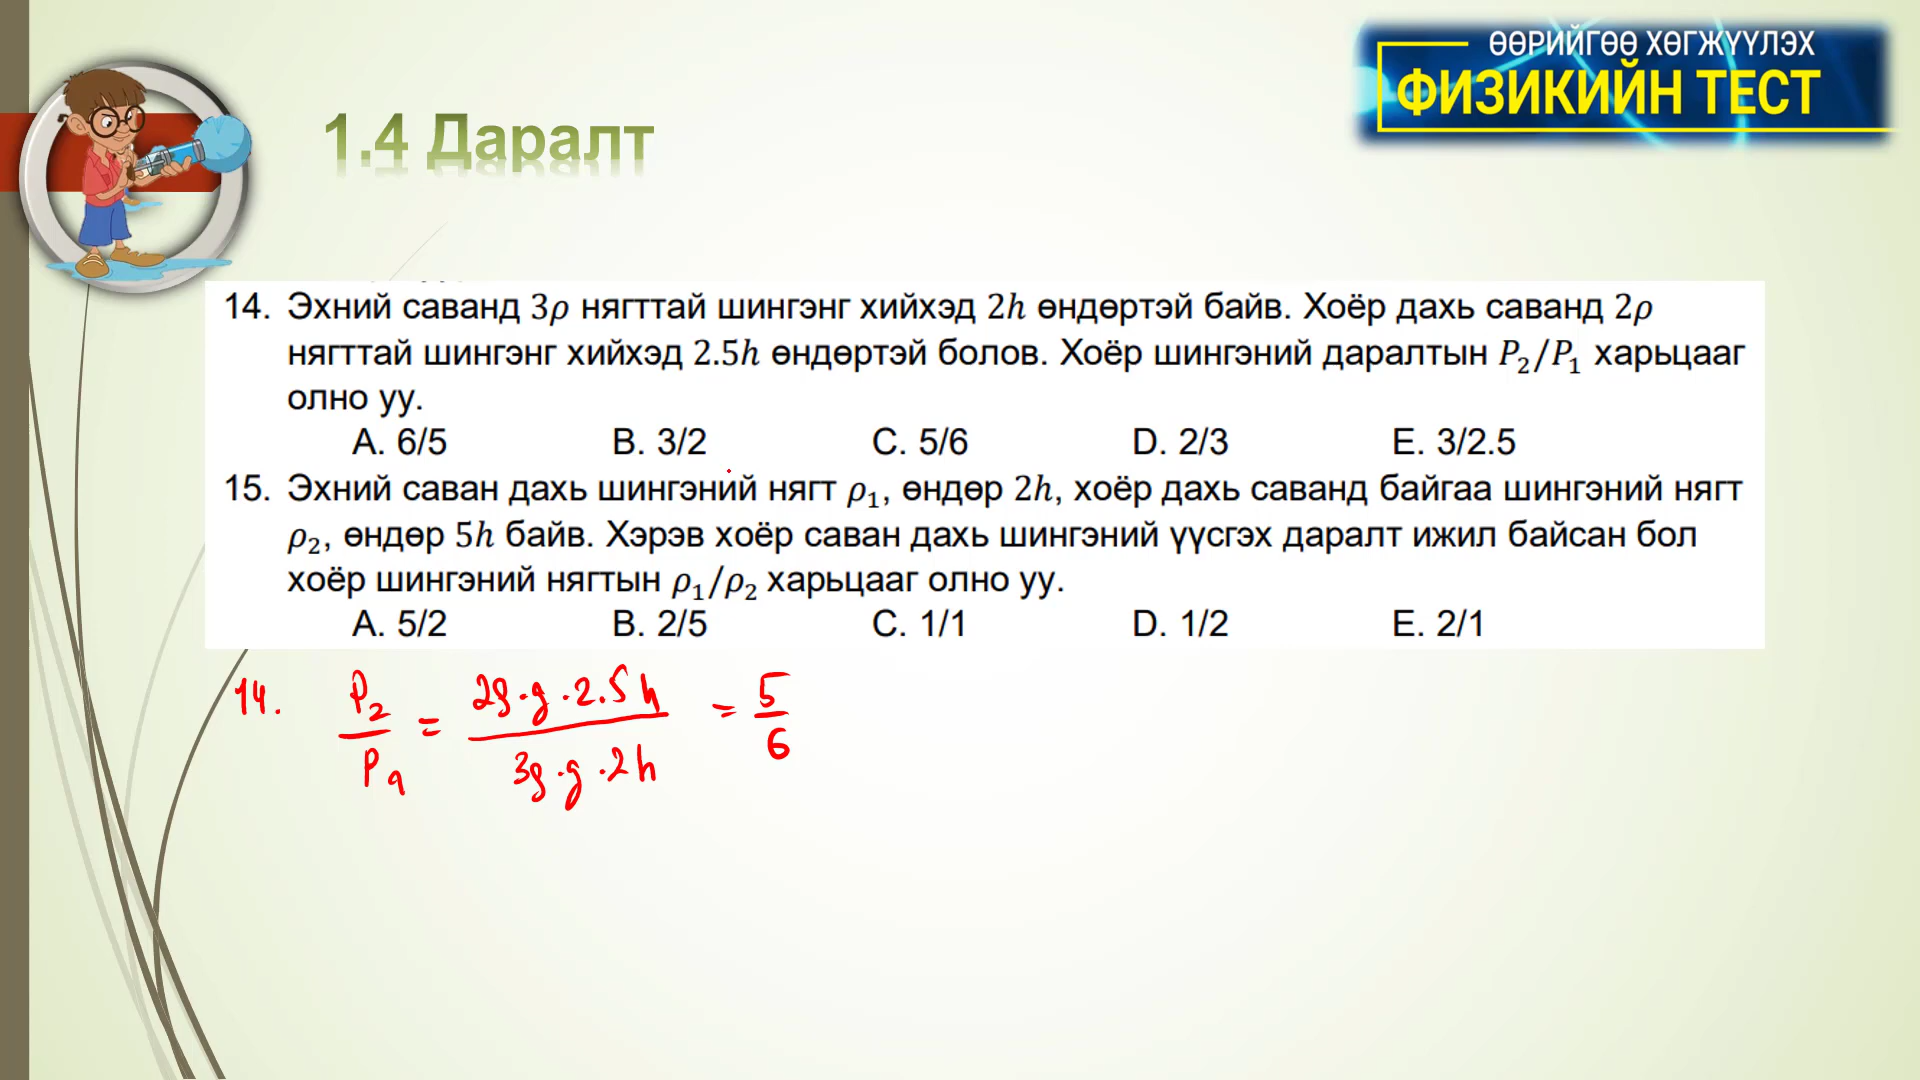 ӨӨРИЙГӨӨ ХӨГЖҮҮЛЭХ
ФИЗИКИЙН ТЕСТ
1.4 Даралт
14. Эхний саванд 3ρ нягттай шингэнг хийхэд 2h өндөртэй байв. Хоёр дахь саванд 2ρ
нягттай шингэнг хийхэд 2.5h өндөртэй болов. Хоёр шингэний даралтын P₂/P₁ харьцааг
олно уу.
A. 6/5 B. 3/2 C. 5/6 D. 2/3 E. 3/2.5
15. Эхний саван дахь шингэний нягт ρ₁, өндөр 2h, хоёр дахь саванд байгаа шингэний нягт
ρ₂, өндөр 5h байв. Хэрэв хоёр саван дахь шингэний үүсгэх даралт ижил байсан бол
хоёр шингэний нягтын ρ₁/ρ₂ харьцааг олно уу.
A. 5/2 B. 2/5 C. 1/1 D. 1/2 E. 2/1
14. P₂/P₁ = 2ρ·g·2.5h / 3ρ·g·2h = 5/6